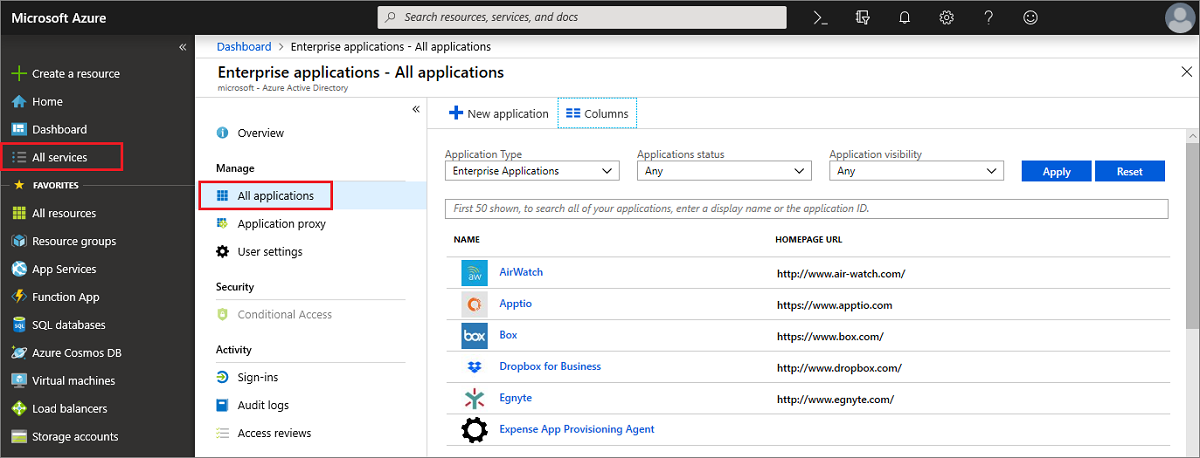 Microsoft Azure
Search resources, services, and docs
Create a resource
Home
Dashboard
All services
FAVORITES
All resources
Resource groups
App Services
Function App
SQL databases
Azure Cosmos DB
Virtual machines
Load balancers
Storage accounts
Dashboard > Enterprise applications - All applications
Enterprise applications - All applications
microsoft - Azure Active Directory
Overview
Manage
All applications
Application proxy
User settings
Security
Conditional Access
Activity
Sign-ins
Audit logs
Access reviews
New application Columns
Application Type Applications status Application visibility
Enterprise Applications Any Any Apply Reset
First 50 shown, to search all of your applications, enter a display name or the application ID.
NAME HOMEPAGE URL
aw AirWatch http://www.air-watch.com/
Apptio https://www.apptio.com
box Box https://www.box.com/
Dropbox for Business http://www.dropbox.com/
Egnyte http://www.egnyte.com/
Expense App Provisioning Agent